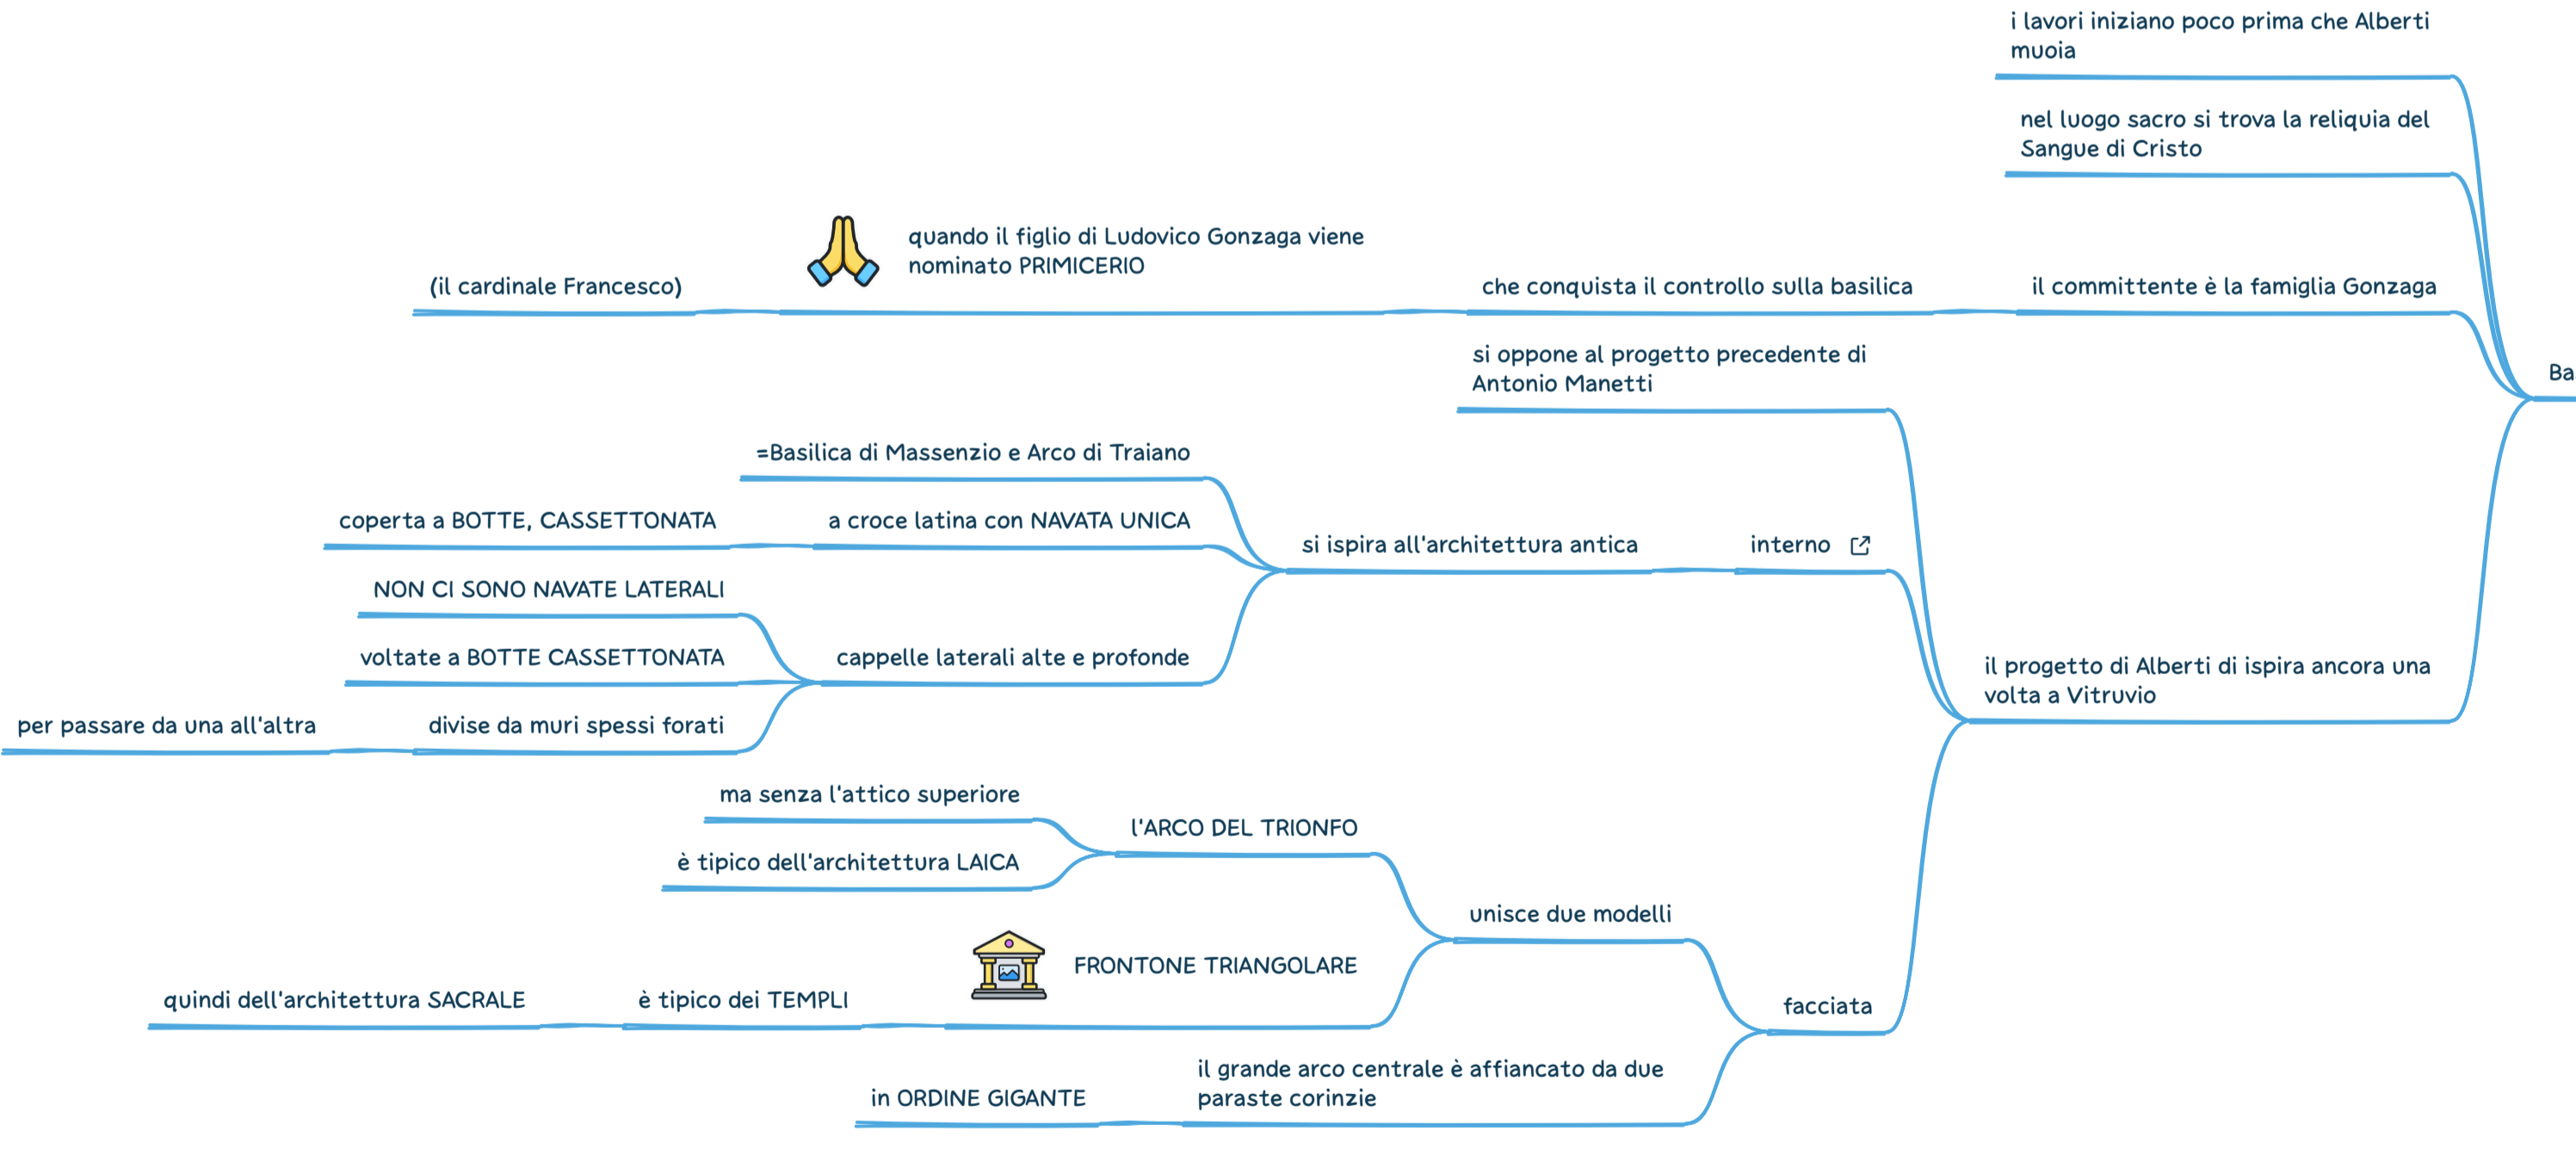 i lavori iniziano poco prima che Alberti
muoia
nel luogo sacro si trova la reliquia del
Sangue di Cristo
il committente è la famiglia Gonzaga
che conquista il controllo sulla basilica
quando il figlio di Ludovico Gonzaga viene
nominato PRIMICERIO
(il cardinale Francesco)
Ba
il progetto di Alberti di ispira ancora una
volta a Vitruvio
si oppone al progetto precedente di
Antonio Manetti
interno
si ispira all'architettura antica
=Basilica di Massenzio e Arco di Traiano
a croce latina con NAVATA UNICA
coperta a BOTTE, CASSETTONATA
cappelle laterali alte e profonde
NON CI SONO NAVATE LATERALI
voltate a BOTTE CASSETTONATA
divise da muri spessi forati
per passare da una all'altra
facciata
unisce due modelli
l'ARCO DEL TRIONFO
ma senza l'attico superiore
è tipico dell'architettura LAICA
FRONTONE TRIANGOLARE
è tipico dei TEMPLI
quindi dell'architettura SACRALE
il grande arco centrale è affiancato da due
paraste corinzie
in ORDINE GIGANTE